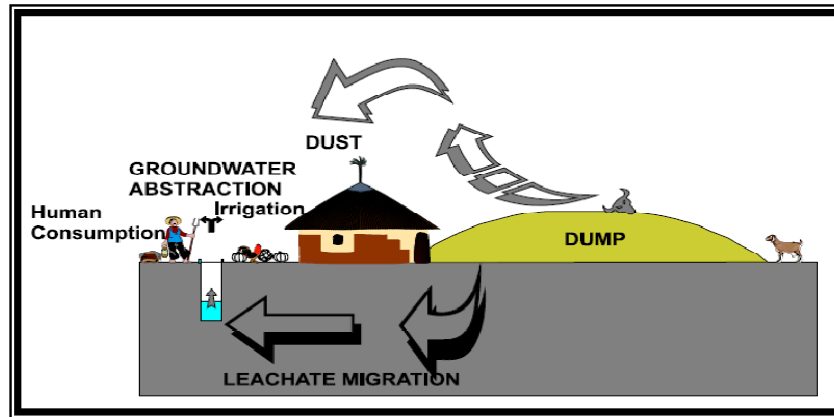 DUST
GROUNDWATER
ABSTRACTION
Irrigation
Human
Consumption
DUMP
LEACHATE MIGRATION